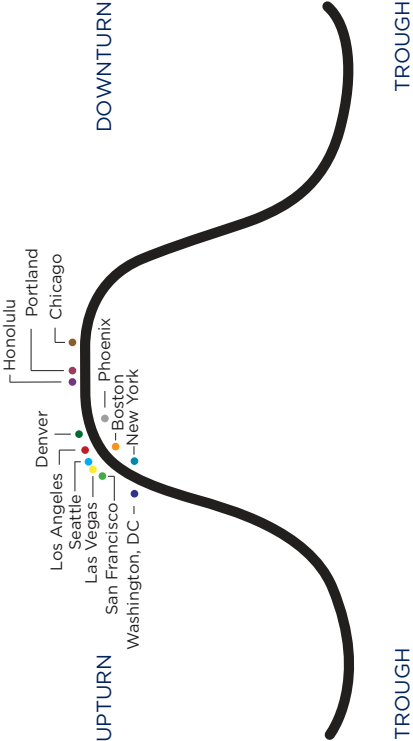 Honolulu
Portland
Chicago
Denver
Los Angeles
Seattle
Las Vegas
San Francisco
Washington, DC
Phoenix
Boston
New York
UPTURN
DOWNTURN
TROUGH
TROUGH